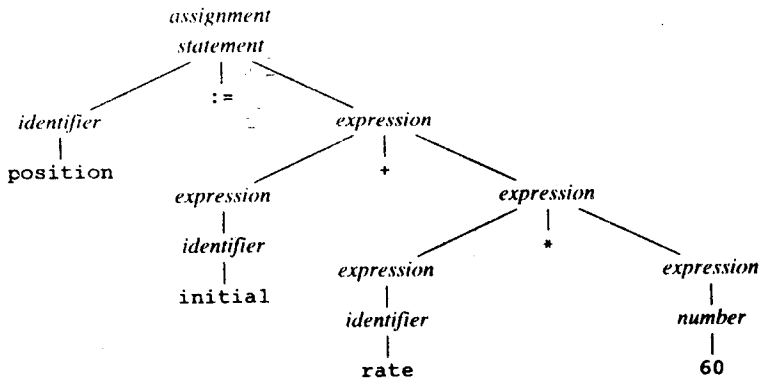 assignment
statement
:=
identifier expression
position
+
expression expression
*
identifier expression expression
initial
identifier number
rate 60